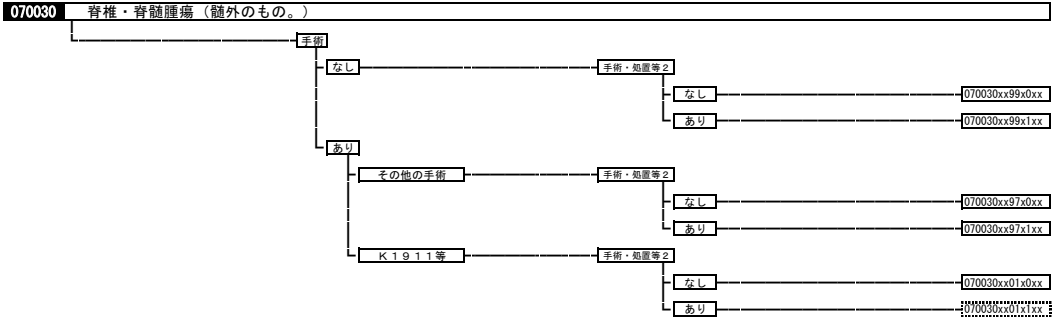 070030 脊椎・脊髄腫瘍（髄外のもの。）
手術
なし 手術・処置等２
なし 070030xx99x0xx
あり 070030xx99x1xx
あり
その他の手術 手術・処置等２
なし 070030xx97x0xx
あり 070030xx97x1xx
Ｋ１９１１等 手術・処置等２
なし 070030xx01x0xx
あり 070030xx01x1xx